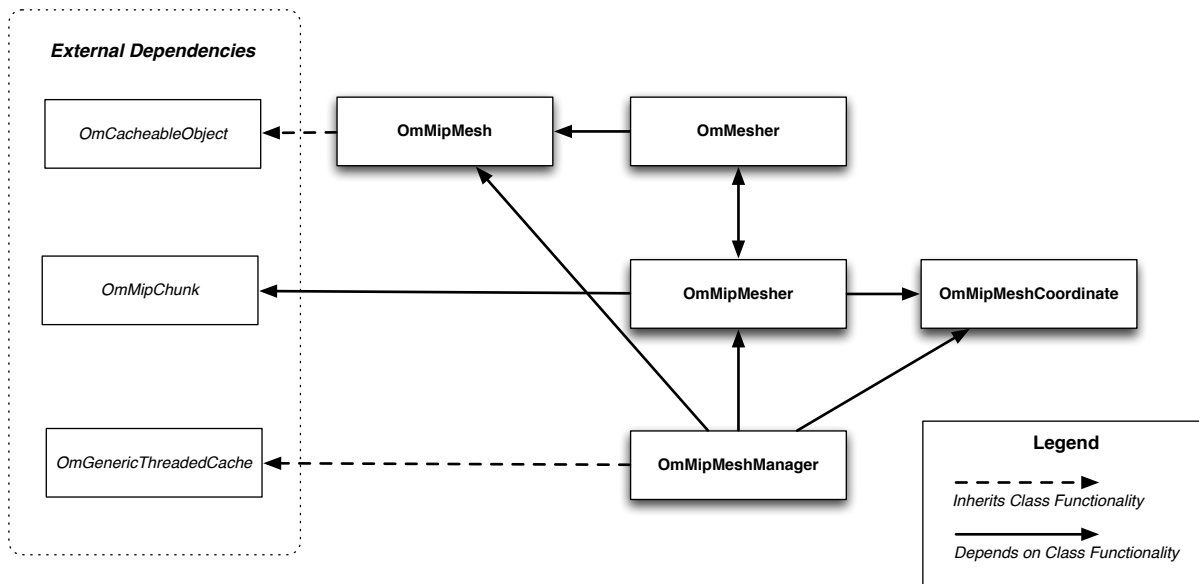 External Dependencies
OmCacheableObject
OmMipMesh
OmMesher
OmMipChunk
OmMipMesher
OmMipMeshCoordinate
OmGenericThreadedCache
OmMipMeshManager
Legend
Inherits Class Functionality
Depends on Class Functionality